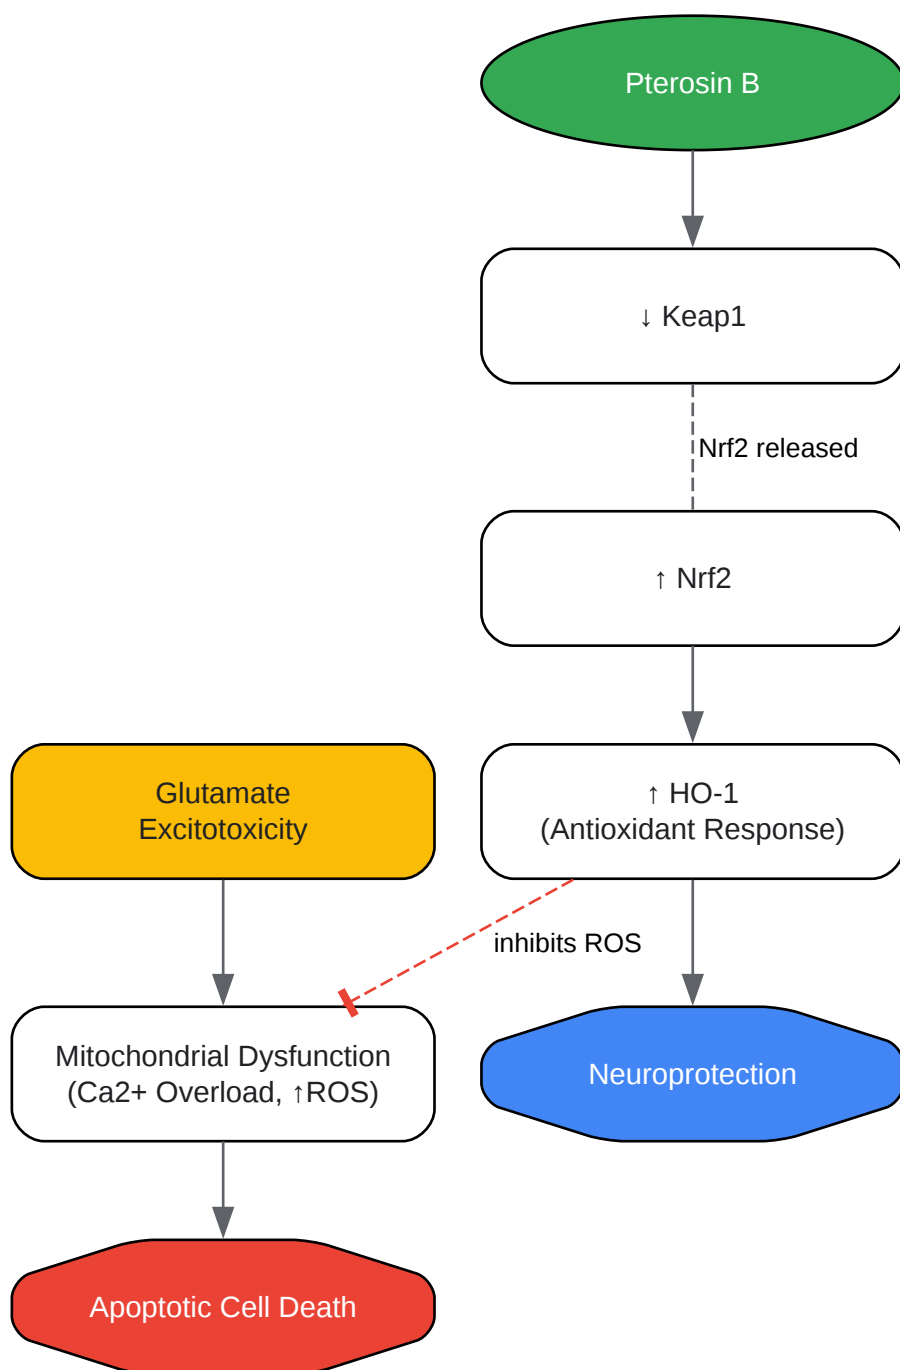 Pterosin B
↓ Keap1
Nrf2 released
↑ Nrf2
Glutamate
Excitotoxicity
↑ HO-1
(Antioxidant Response)
inhibits ROS
Mitochondrial Dysfunction
(Ca2+ Overload, ↑ROS)
Neuroprotection
Apoptotic Cell Death